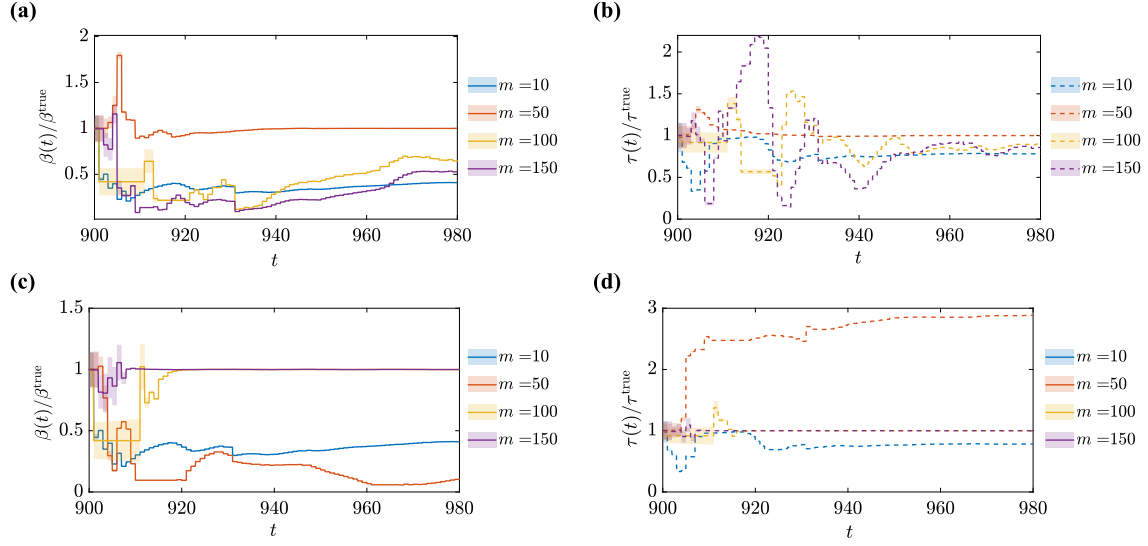 (a)
β(t)/β^true
2
1.5
1
0.5
900
920
940
960
980
t
m =10
m =50
m =100
m =150
(b)
τ(t)/τ^true
2
1.5
1
0.5
0
900
920
940
960
980
t
m =10
m =50
m =100
m =150
(c)
β(t)/β^true
1.5
1
0.5
0
900
920
940
960
980
t
m =10
m =50
m =100
m =150
(d)
τ(t)/τ^true
3
2
1
0
900
920
940
960
980
t
m =10
m =50
m =100
m =150